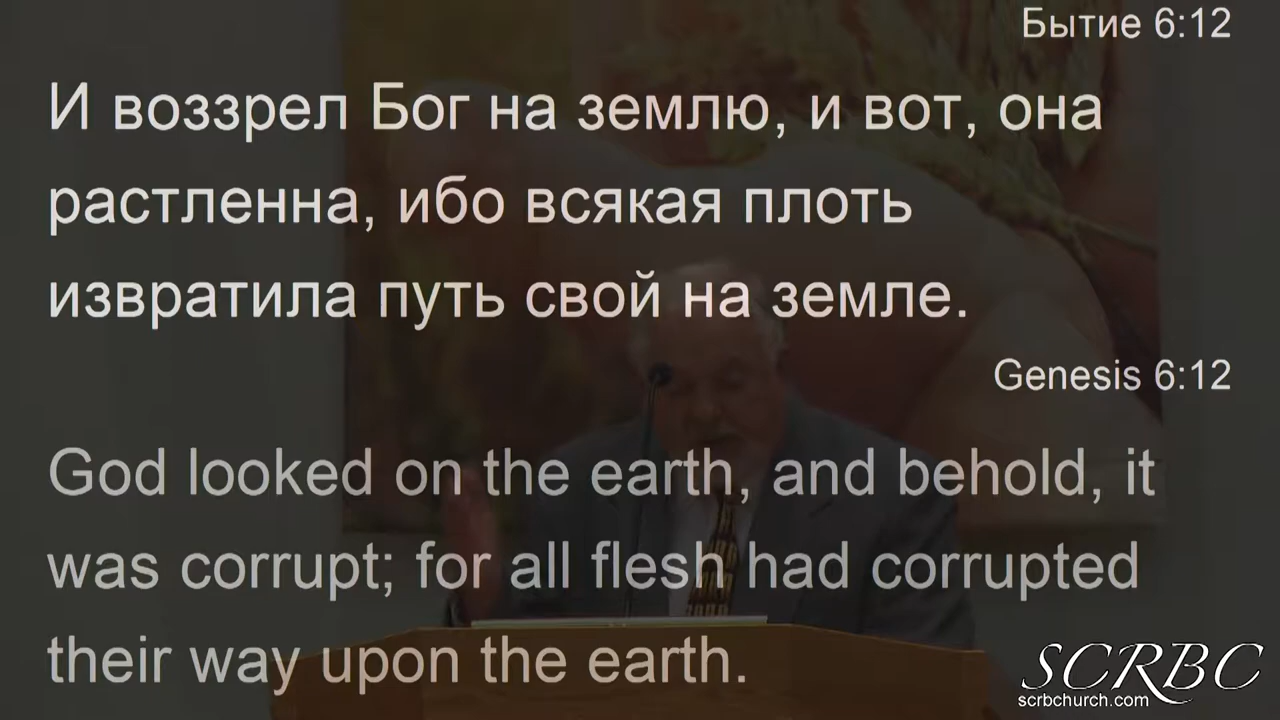 Бытие 6:12
И воззрел Бог на землю, и вот, она
растленна, ибо всякая плоть
извратила путь свой на земле.
Genesis 6:12
God looked on the earth, and behold, it
was corrupt; for all flesh had corrupted
their way upon the earth.
SCRBC
scrbchurch.com